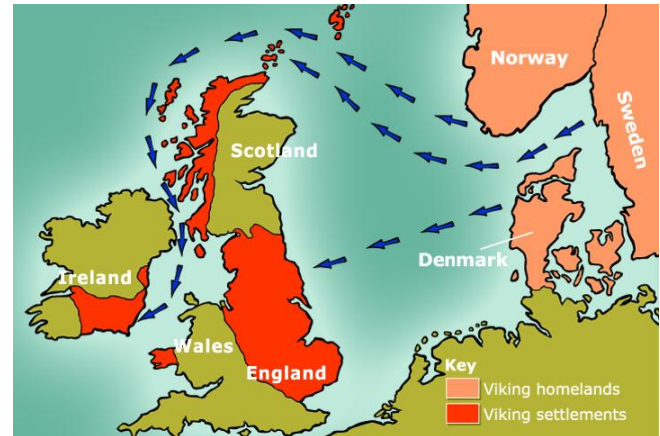 Norway
Sweden
Scotland
Denmark
Ireland
Wales
England
Key
Viking homelands
Viking settlements